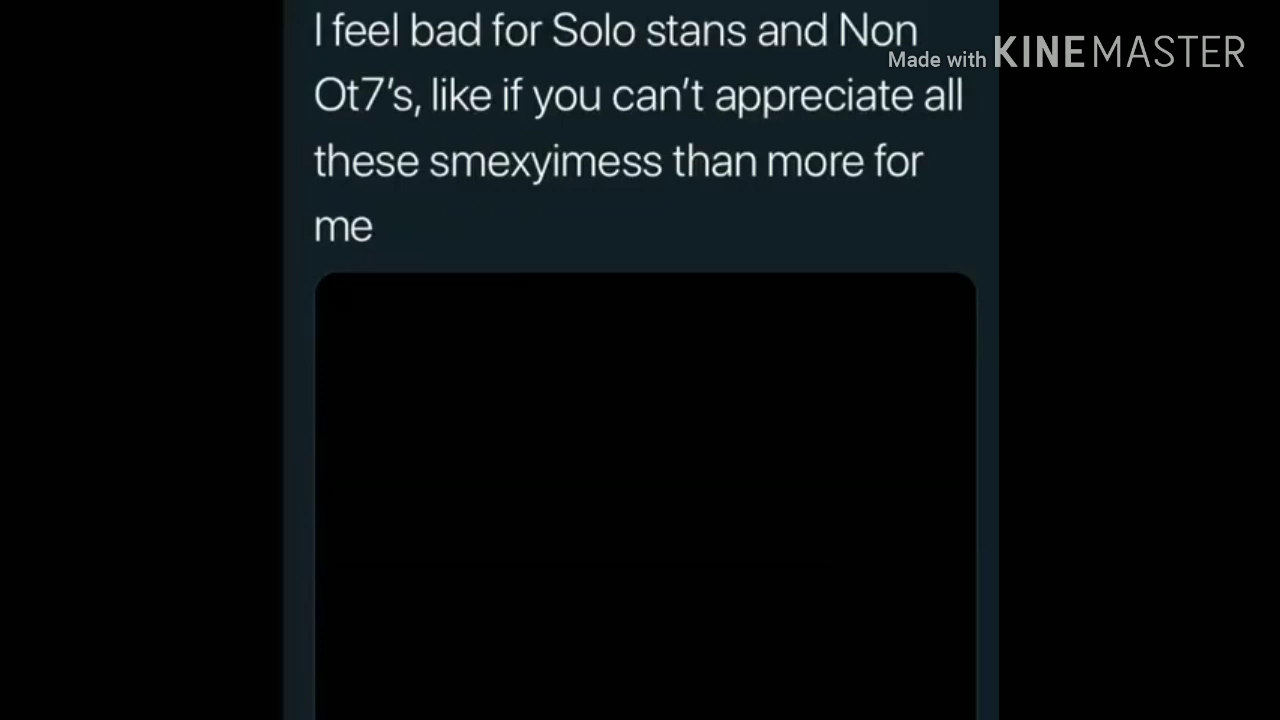 I feel bad for Solo stans and Non
Made with KINEMASTER
Ot7's, like if you can't appreciate all
these smexyimess than more for
me